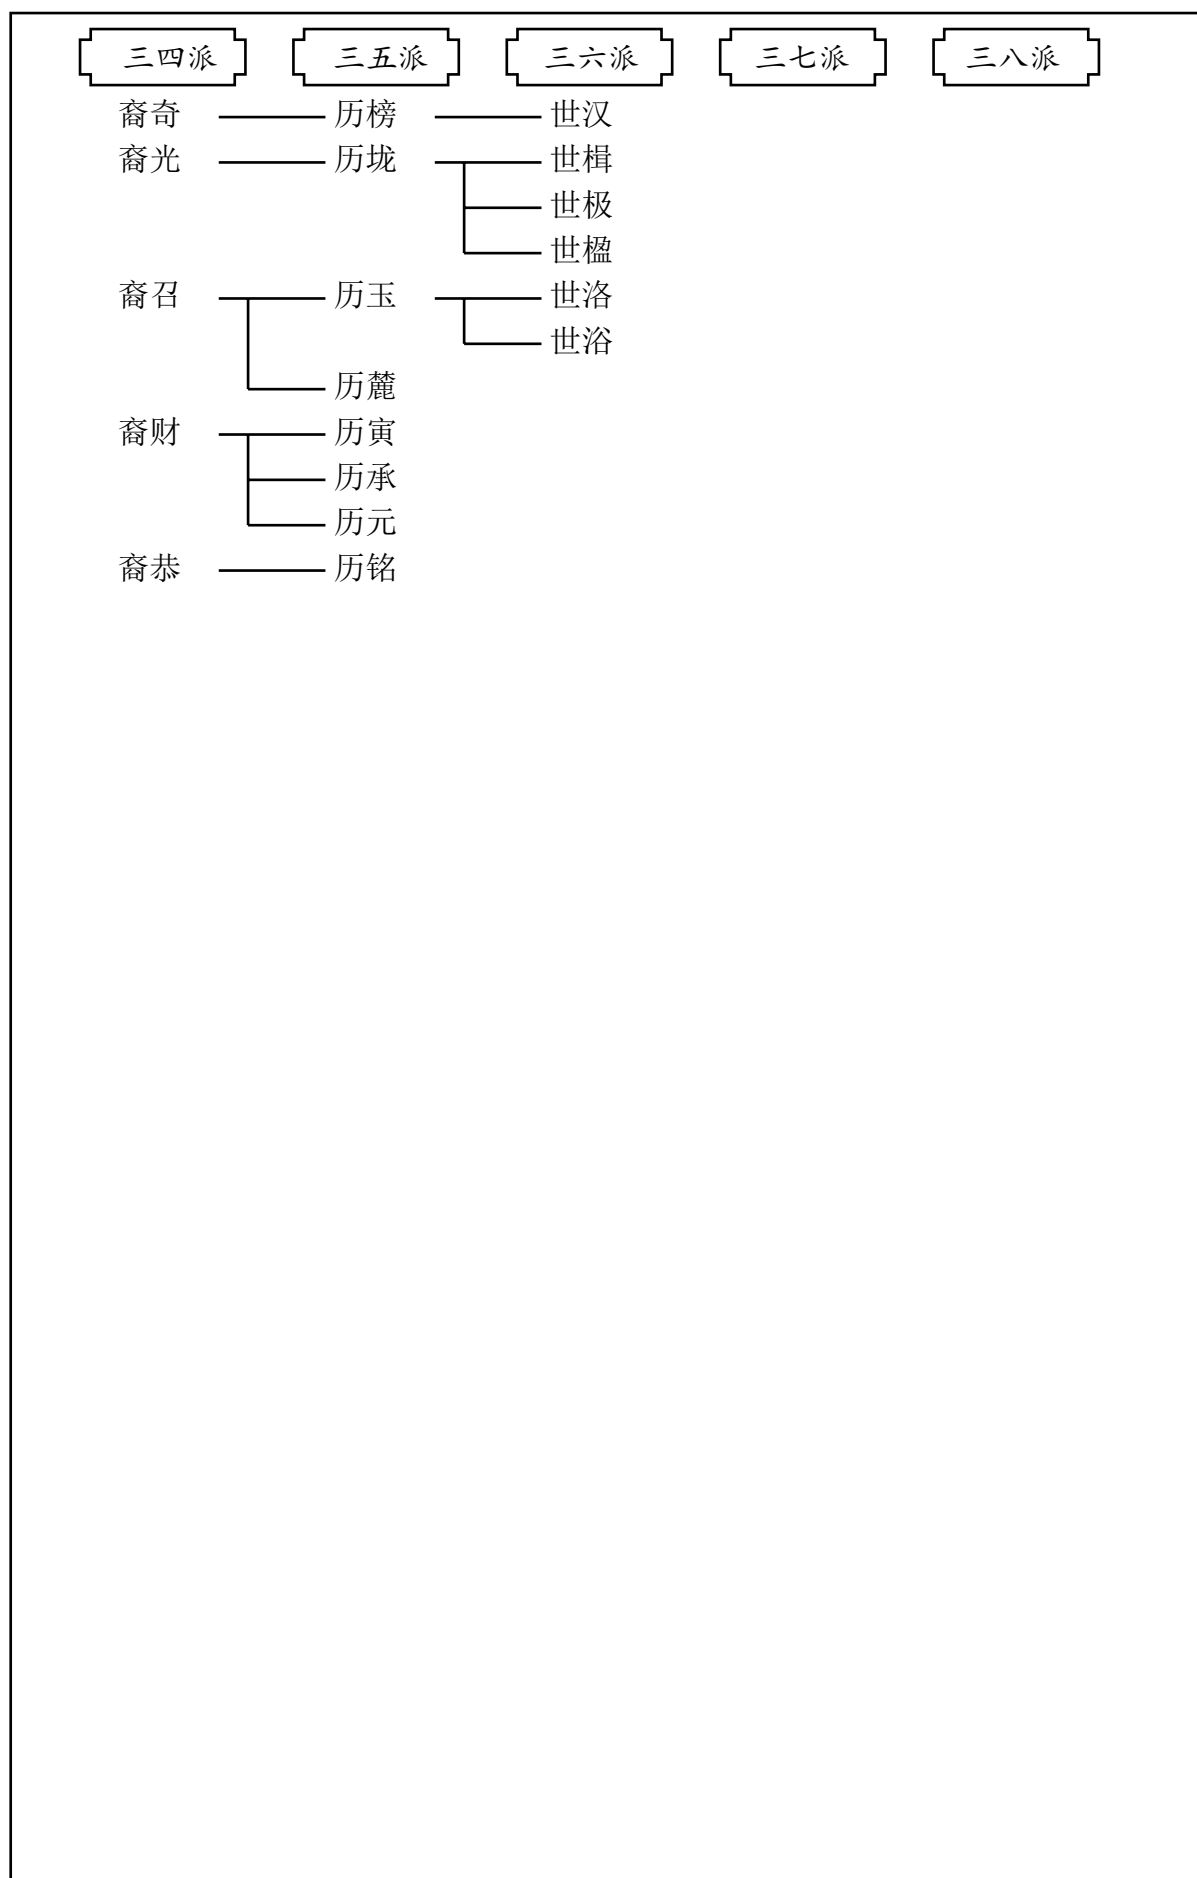 三四派 三五派 三六派 三七派 三八派
裔奇 历榜 世汉
裔光 历垅 世楫
世极
世楹
裔召 历玉 世洛
世浴
历麓
裔财 历寅
历承
历元
裔恭 历铭